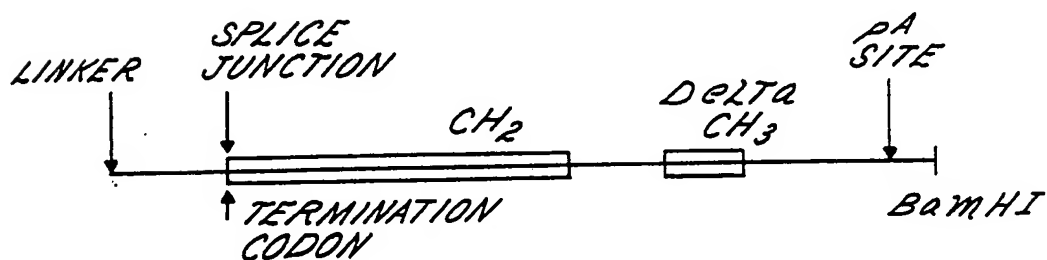 LINKER
SPLICE
JUNCTION
CH2
DELTA
CH3
pA
SITE
TERMINATION
CODON
BamHI